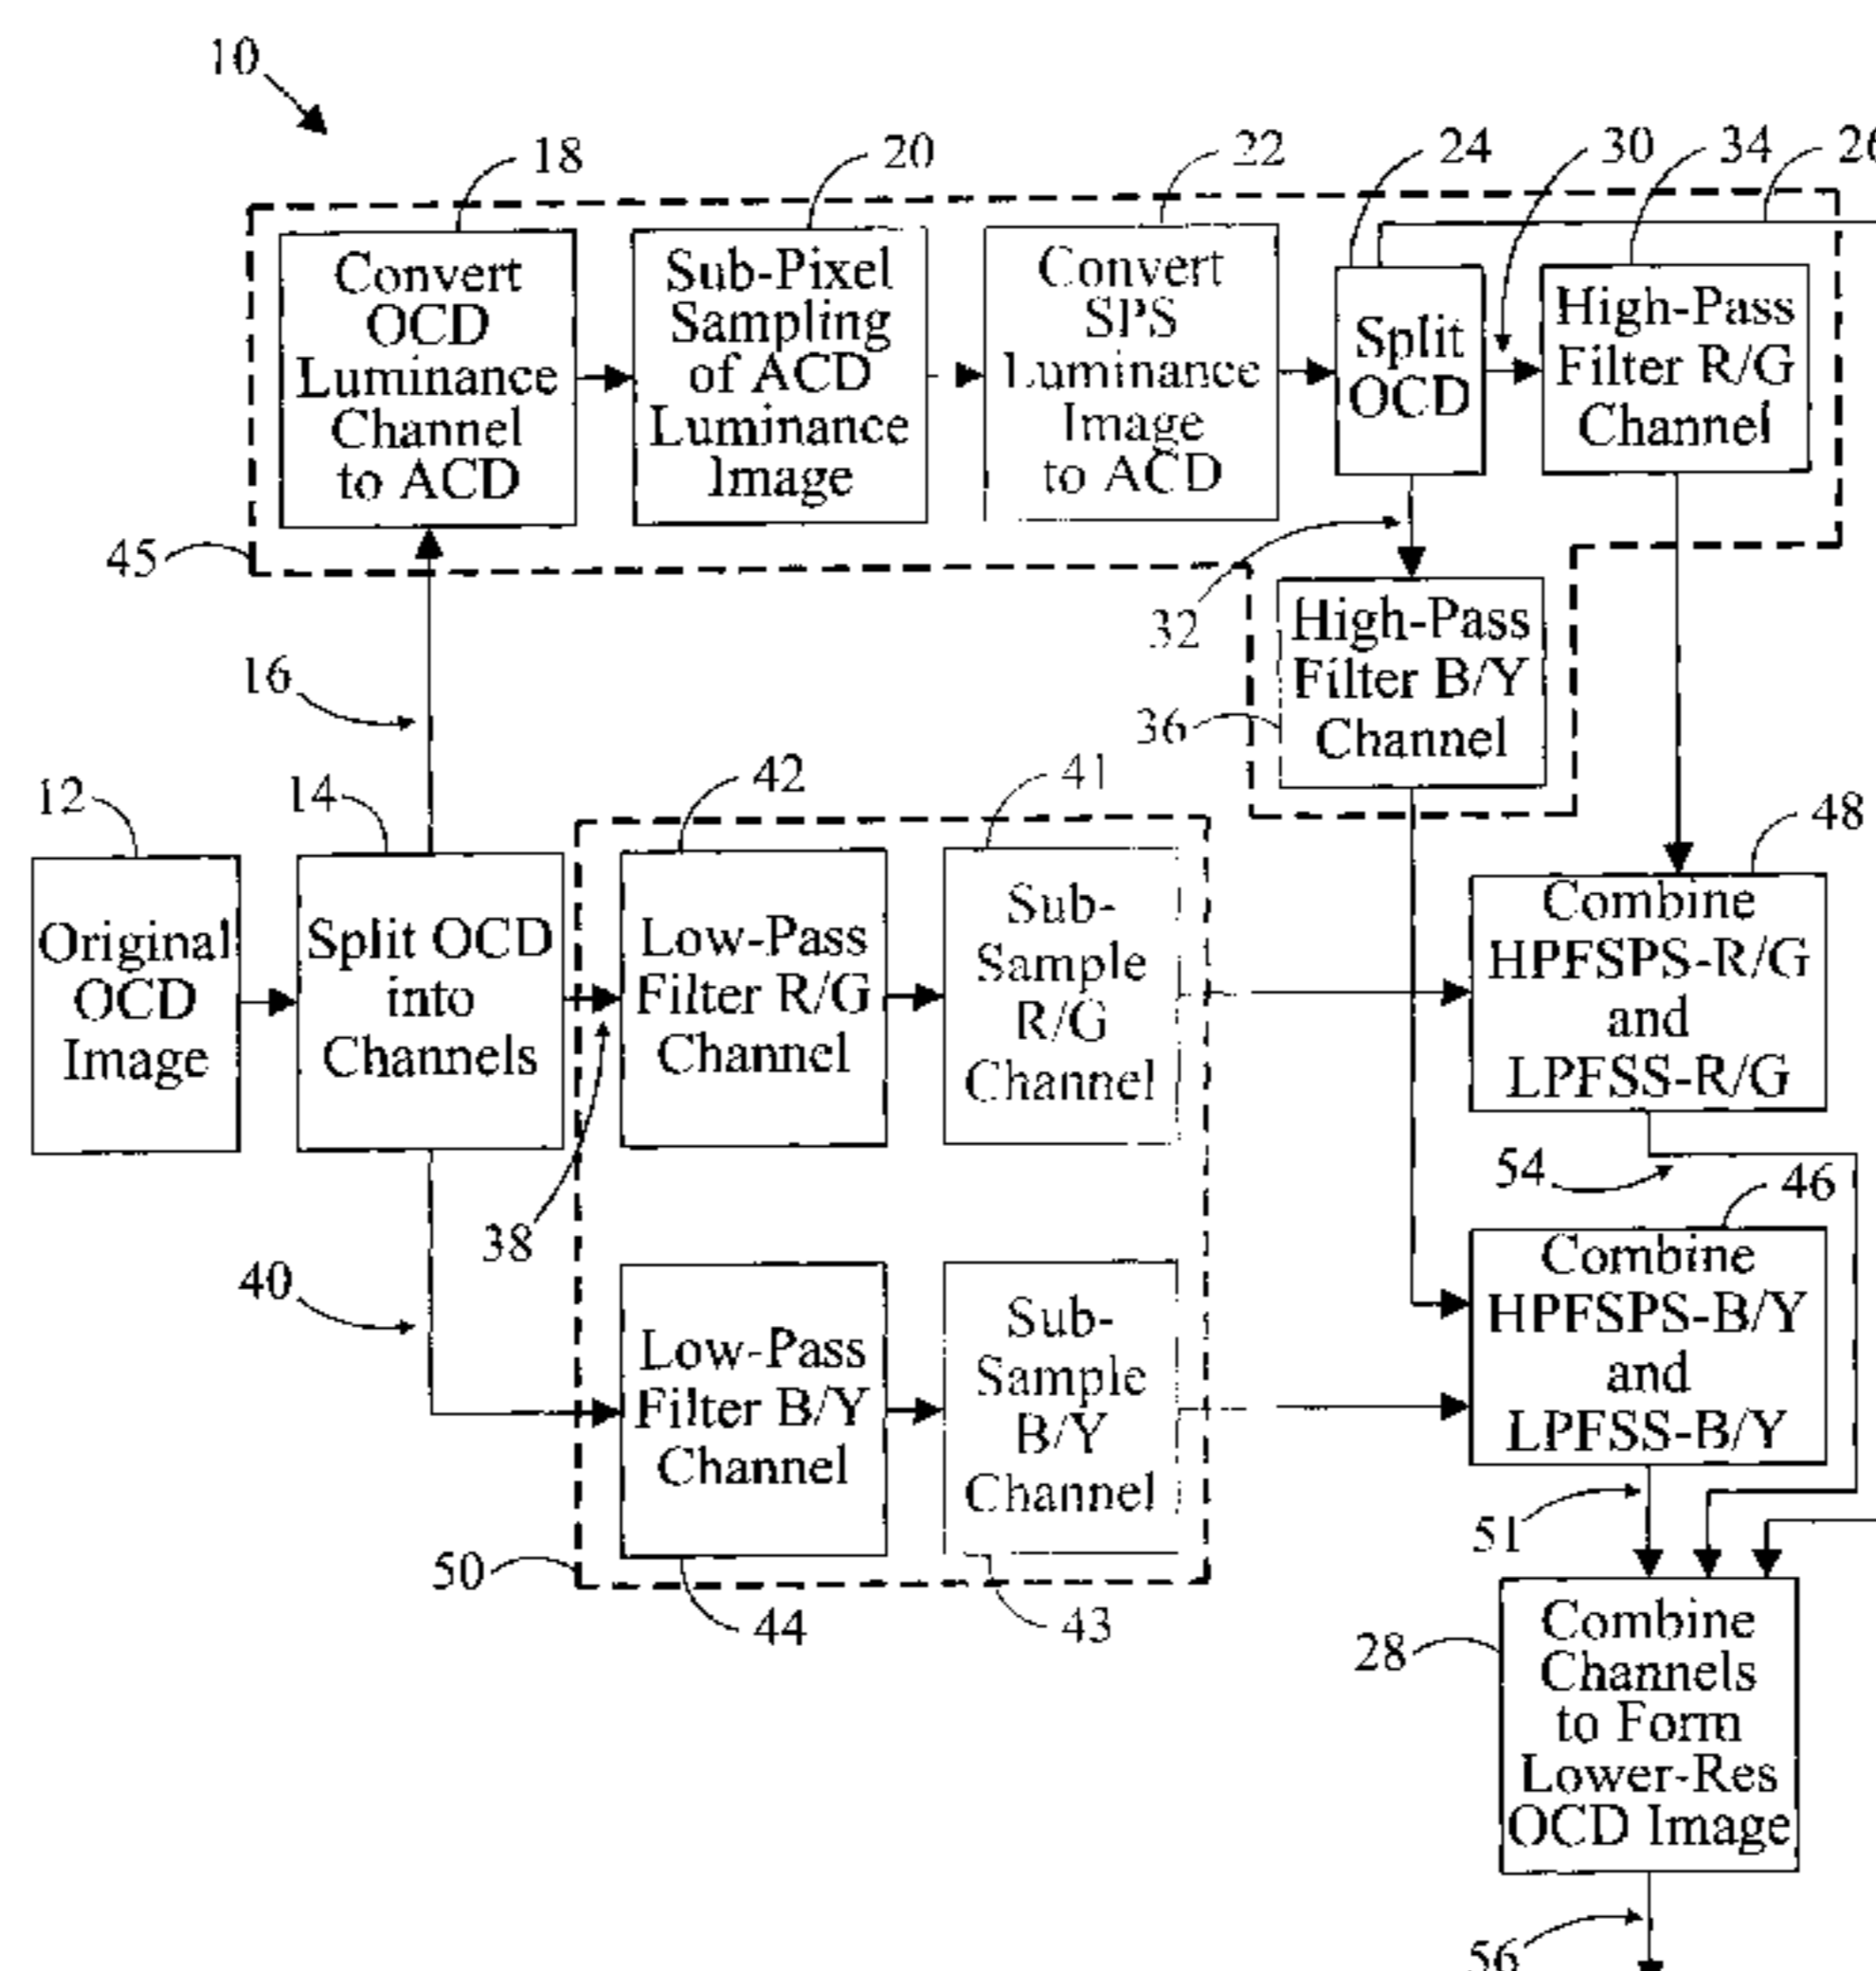 10
18
20
22
24
30
34
26
Convert
OCD
Luminance
Channel
to ACD
Sub-Pixel
Sampling
of ACD
Luminance
Image
Convert
SPS
Luminance
Image
to ACD
Split
OCD
High-Pass
Filter R/G
Channel
45
32
16
36
High-Pass
Filter B/Y
Channel
12
14
42
41
48
Original
OCD
Image
Split OCD
into
Channels
Low-Pass
Filter R/G
Channel
Sub-
Sample
R/G
Channel
Combine
HPFSPS-R/G
and
LPFSS-R/G
38
54
46
40
Low-Pass
Filter B/Y
Channel
Sub-
Sample
B/Y
Channel
Combine
HPFSPS-B/Y
and
LPFSS-B/Y
50
44
43
51
28
Combine
Channels
to Form
Lower-Res
OCD Image
56